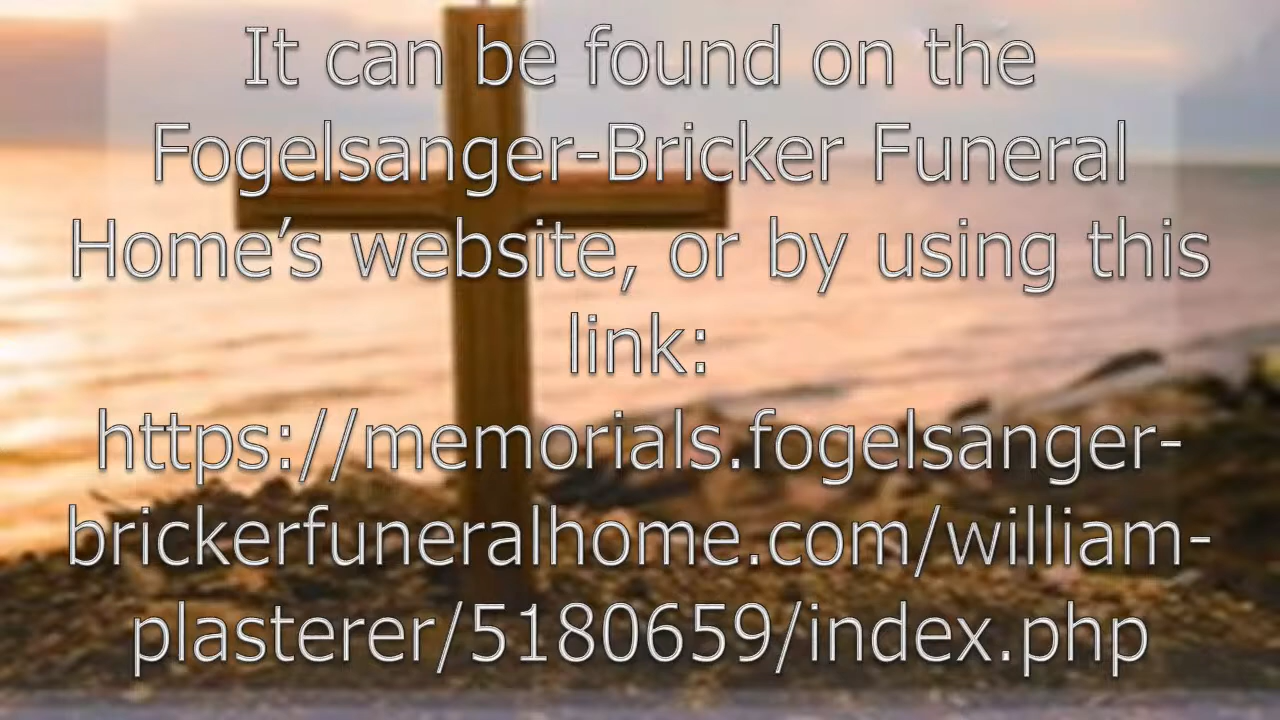 It can be found on the
Fogelsanger-Bricker Funeral
Home’s website, or by using this
link:
https://memorials.fogelsanger-
brickerfuneralhome.com/william-
plasterer/5180659/index.php